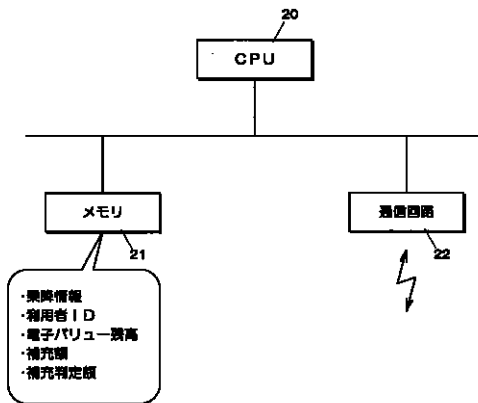 20
CPU
メモリ
21
通信回路
22
・乗降情報
・利用者ID
・電子バリュー残高
・補充額
・補充判定額